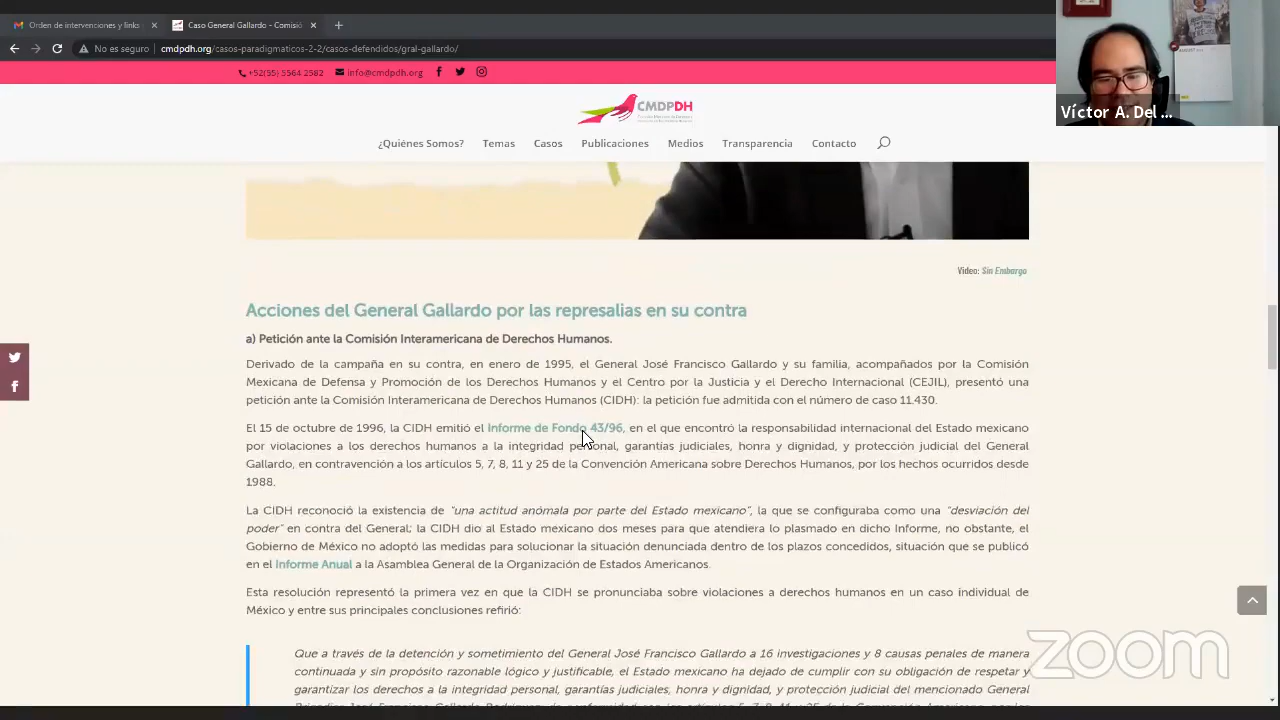 Orden de intervenciones y links
Caso General Gallardo - Comisió
No es seguro
cmdpdh.org/casos-paradigmaticos-2-2/casos-defendidos/gral-gallardo/
+52(55) 5564 2582
info@cmdpdh.org
CMDPDH
¿Quiénes Somos?
Temas
Casos
Publicaciones
Medios
Transparencia
Contacto
Víctor A. Del ...
Video: Sin Embargo
Acciones del General Gallardo por las represalias en su contra
a) Petición ante la Comisión Interamericana de Derechos Humanos.
Derivado de la campaña en su contra, en enero de 1995, el General José Francisco Gallardo y su familia, acompañados por la Comisión
Mexicana de Defensa y Promoción de los Derechos Humanos y el Centro por la Justicia y el Derecho Internacional (CEJIL), presentó una
petición ante la Comisión Interamericana de Derechos Humanos (CIDH): la petición fue admitida con el número de caso 11.430.
El 15 de octubre de 1996, la CIDH emitió el Informe de Fondo 43/96, en el que encontró la responsabilidad internacional del Estado mexicano
por violaciones a los derechos humanos a la integridad personal, garantías judiciales, honra y dignidad, y protección judicial del General
Gallardo, en contravención a los artículos 5, 7, 8, 11 y 25 de la Convención Americana sobre Derechos Humanos, por los hechos ocurridos desde
1988.
La CIDH reconoció la existencia de "una actitud anómala por parte del Estado mexicano", la que se configuraba como una "desviación del
poder" en contra del General; la CIDH dio al Estado mexicano dos meses para que atendiera lo plasmado en dicho Informe, no obstante, el
Gobierno de México no adoptó las medidas para solucionar la situación denunciada dentro de los plazos concedidos, situación que se publicó
en el Informe Anual a la Asamblea General de la Organización de Estados Americanos.
Esta resolución representó la primera vez en que la CIDH se pronunciaba sobre violaciones a derechos humanos en un caso individual de
México y entre sus principales conclusiones refirió:
Que a través de la detención y sometimiento del General José Francisco Gallardo a 16 investigaciones y 8 causas penales de manera
continuada y sin propósito razonable lógico y justificable, el Estado mexicano ha dejado de cumplir con su obligación de respetar y
garantizar los derechos a la integridad personal, garantías judiciales, honra y dignidad, y protección judicial del mencionado General
zoom